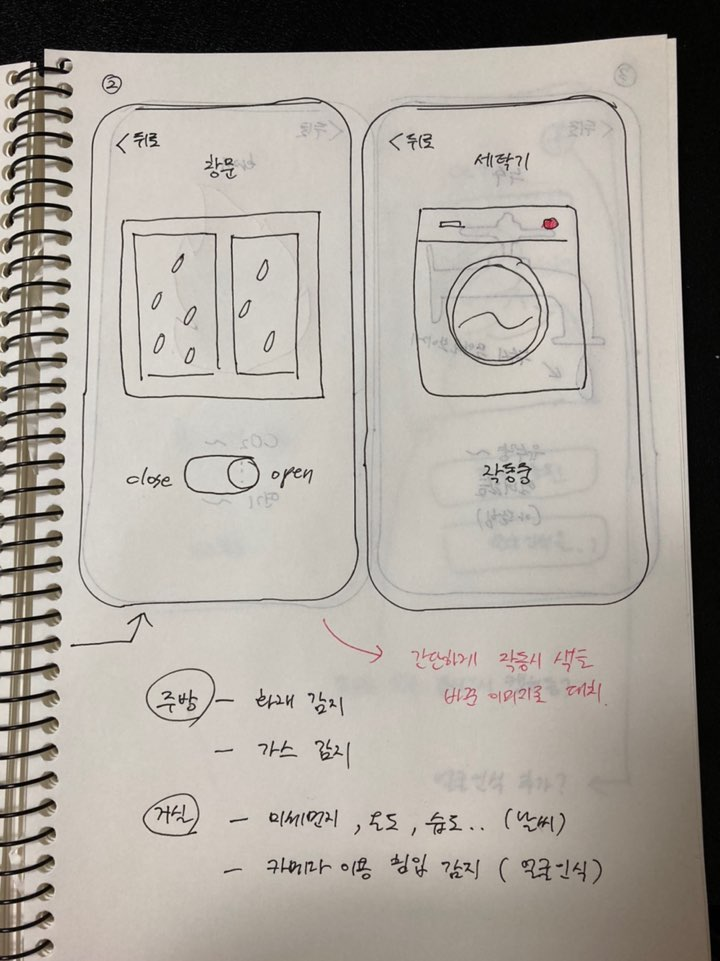 ②
< 뒤로
창문
close open
< 뒤로
세탁기
작동중
간단하게 작동시 색들
바꾼 이미지로 대치.
주방 - 화재 감지
- 가스 감지
거실 - 미세먼지, 온도, 습도.. (날씨)
- 카메라 이용 침입 감지 (얼굴인식)